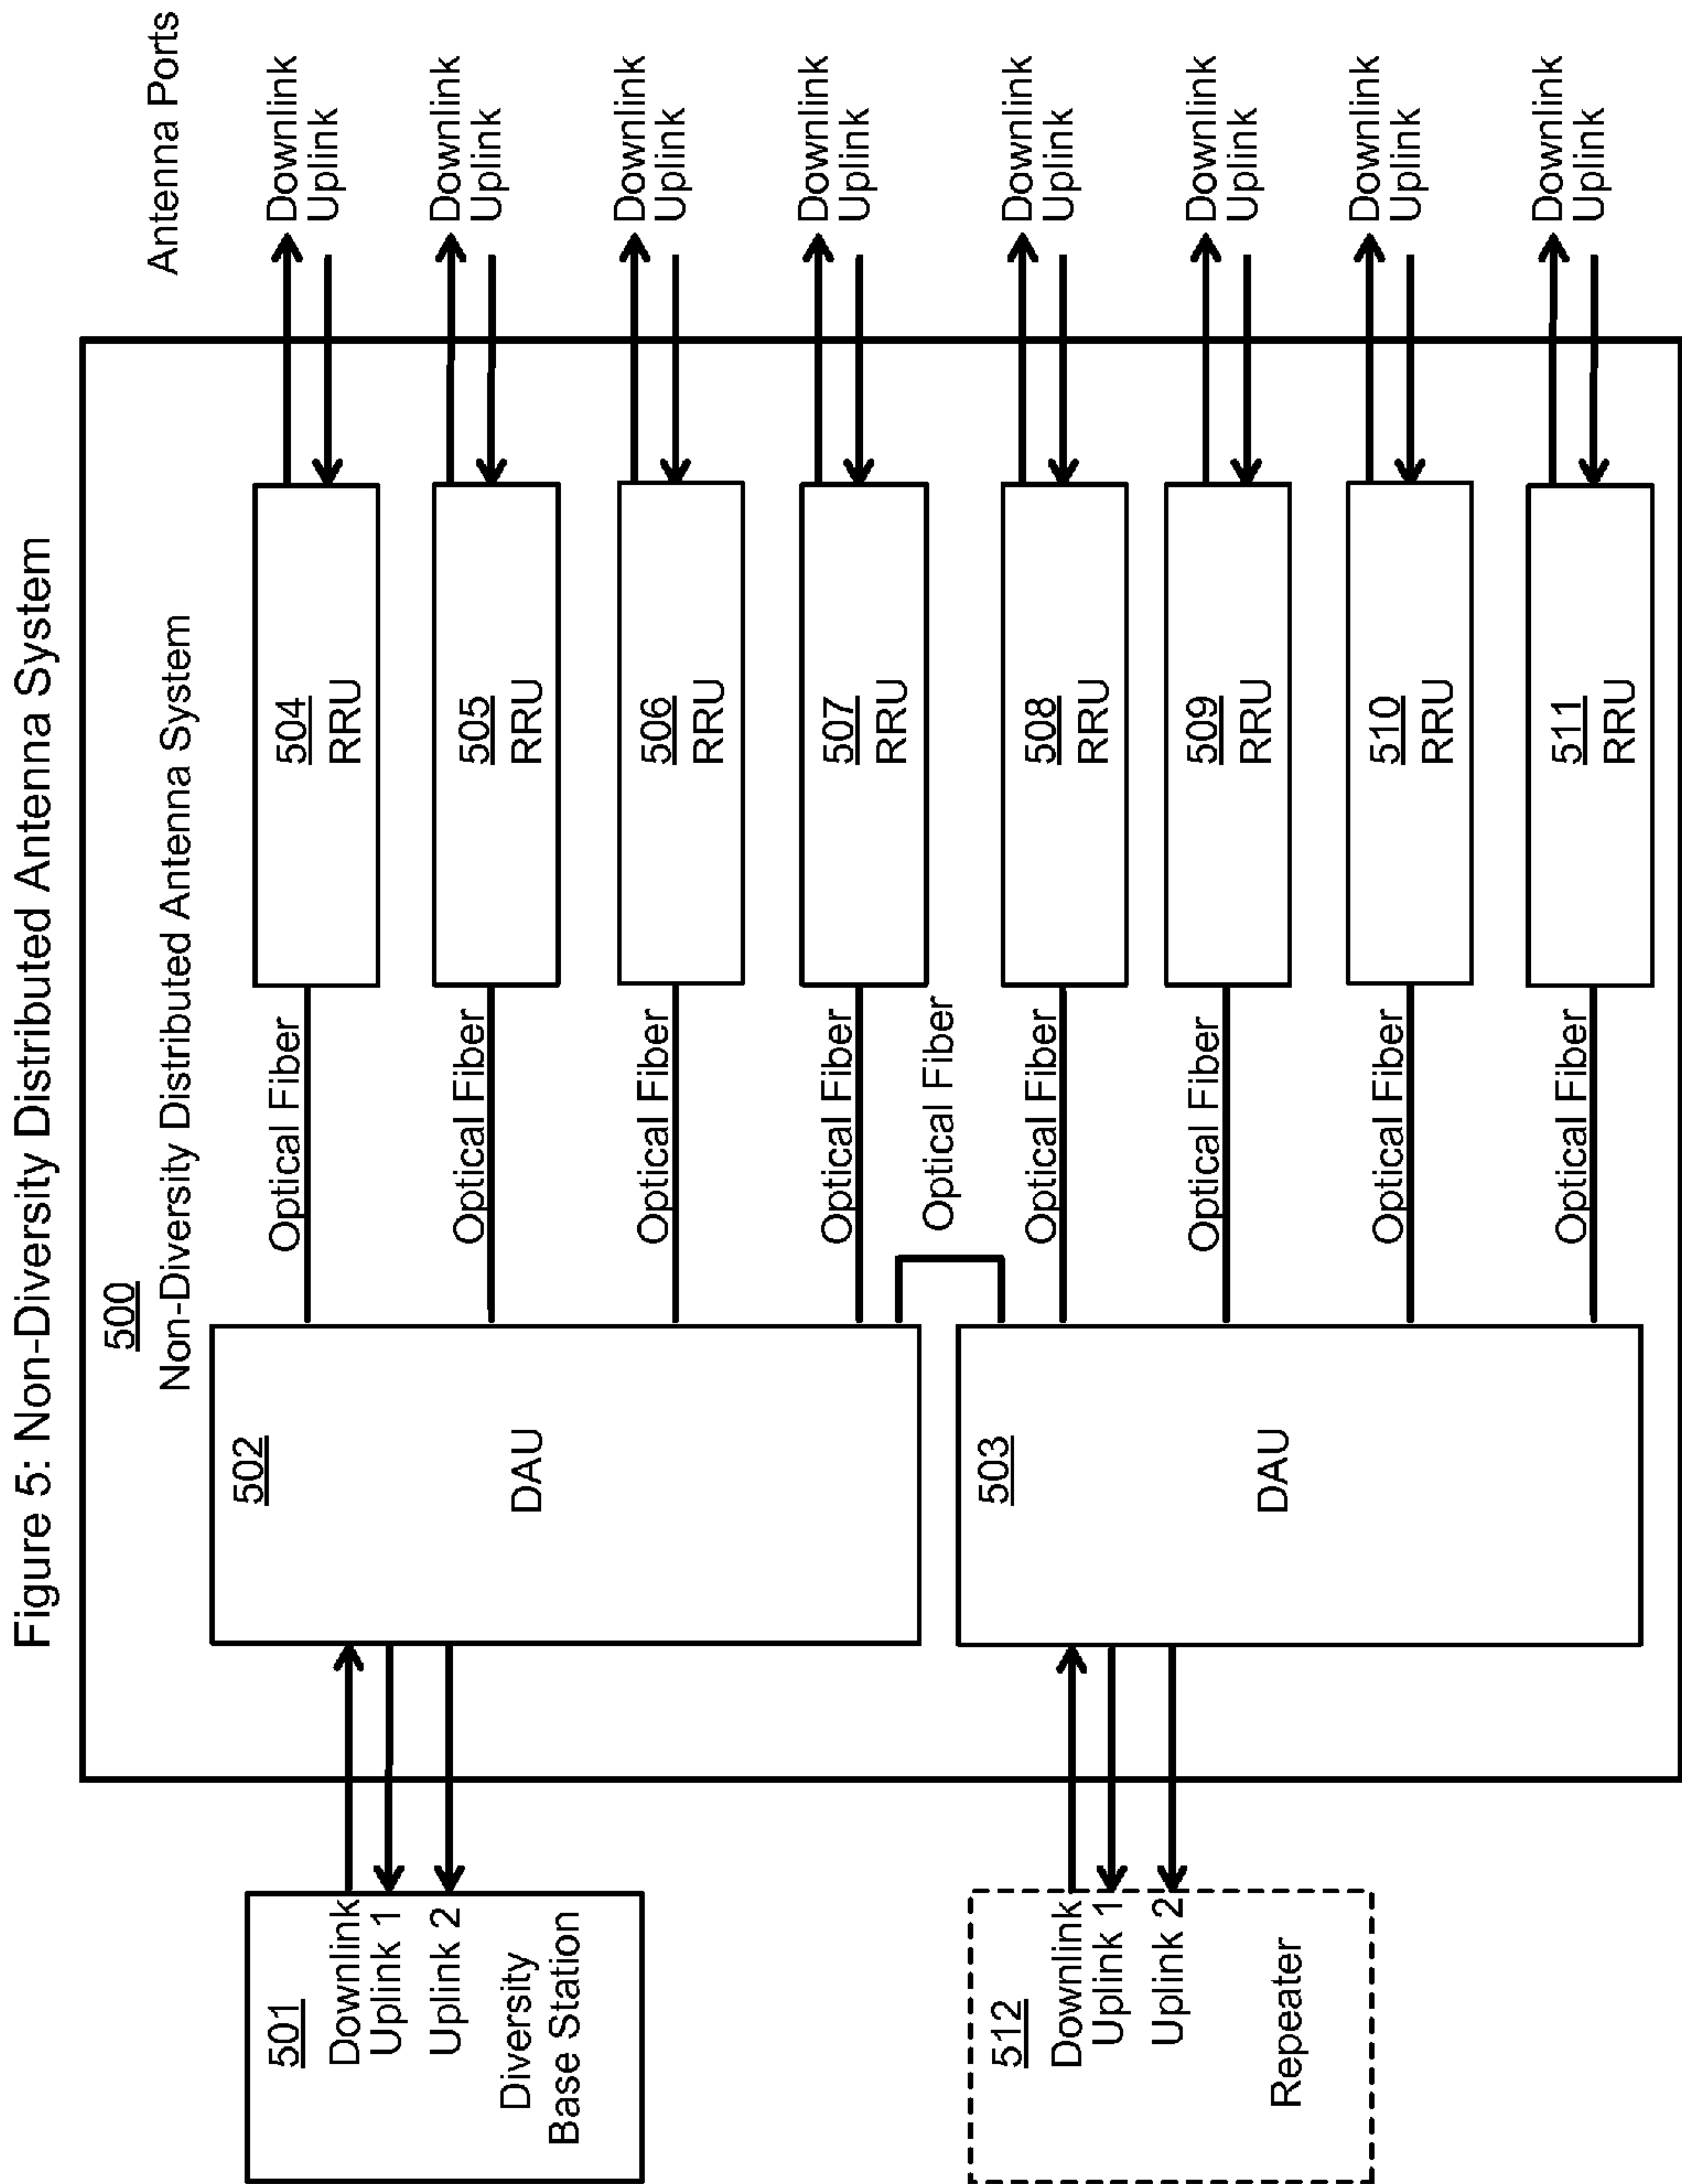 Figure 5: Non-Diversity Distributed Antenna System
Antenna Ports
500
Non-Diversity Distributed Antenna System
501
Downlink
Uplink 1
Uplink 2
Diversity
Base Station
502
DAU
Optical Fiber
504
RRU
Downlink
Uplink
Optical Fiber
505
RRU
Downlink
Uplink
Optical Fiber
506
RRU
Downlink
Uplink
Optical Fiber
507
RRU
Downlink
Uplink
Optical Fiber
512
Downlink
Uplink 1
Uplink 2
Repeater
503
DAU
Optical Fiber
508
RRU
Downlink
Uplink
Optical Fiber
509
RRU
Downlink
Uplink
Optical Fiber
510
RRU
Downlink
Uplink
Optical Fiber
511
RRU
Downlink
Uplink